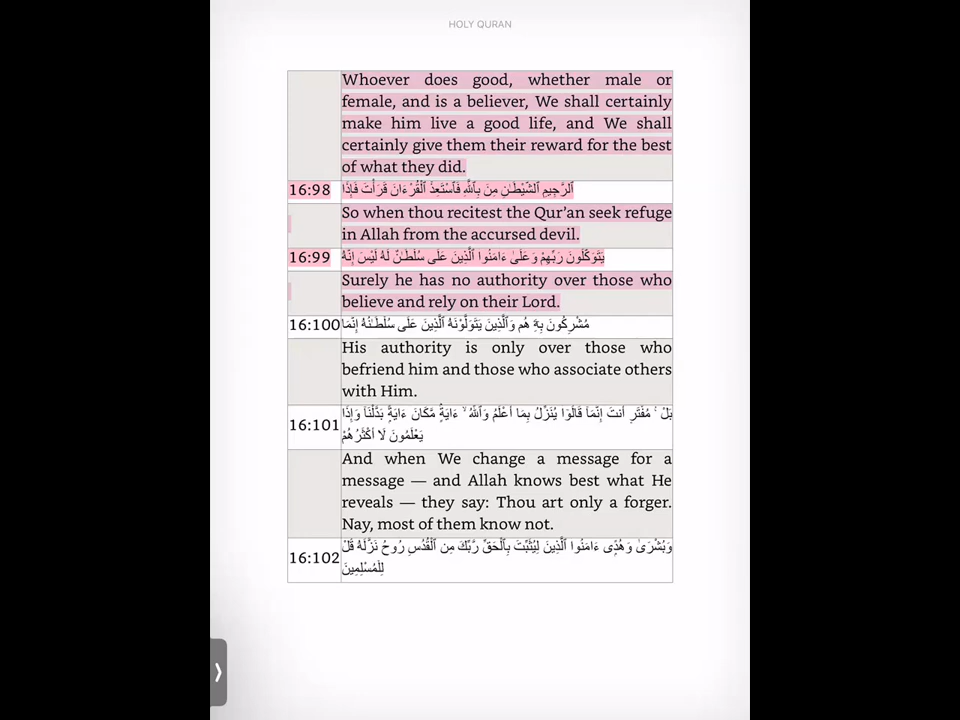 HOLY QURAN
Whoever does good, whether male or
female, and is a believer, We shall certainly
make him live a good life, and We shall
certainly give them their reward for the best
of what they did.
16:98 ٱلرَّجِيمِ ٱلشَّيْطَـٰنِ مِنَ بِٱللَّهِ فَٱسْتَعِذْ ٱلْقُرْءَانَ قَرَأْتَ فَإِذَا
So when thou recitest the Qur’an seek refuge
in Allah from the accursed devil.
16:99 يَتَوَكَّلُونَ رَبِّهِمْ وَعَلَىٰ ءَامَنُوا۟ ٱلَّذِينَ عَلَى سُلْطَـٰنٌ لَهُۥ لَيْسَ إِنَّهُۥ
Surely he has no authority over those who
believe and rely on their Lord.
16:100 مُشْرِكُونَ بِهِۦ هُم وَٱلَّذِينَ يَتَوَلَّوْنَهُۥ ٱلَّذِينَ عَلَى سُلْطَـٰنُهُۥ إِنَّمَا
His authority is only over those who
befriend him and those who associate others
with Him.
16:101 بَلْ ۚ مُفْتَرٍۭ أَنتَ إِنَّمَآ قَالُوٓا۟ يُنَزِّلُ بِمَا أَعْلَمُ وَٱللَّهُ ۙ ءَايَةٍ مَّكَانَ ءَايَةً بَدَّلْنَآ وَإِذَا
يَعْلَمُونَ لَا أَكْثَرُهُمْ
And when We change a message for a
message — and Allah knows best what He
reveals — they say: Thou art only a forger.
Nay, most of them know not.
16:102 وَبُشْرَىٰ وَهُدًى ءَامَنُوا۟ ٱلَّذِينَ لِيُثَبِّتَ بِٱلْحَقِّ رَّبِّكَ مِن ٱلْقُدُسِ رُوحُ نَزَّلَهُۥ قُلْ
لِلْمُسْلِمِينَ